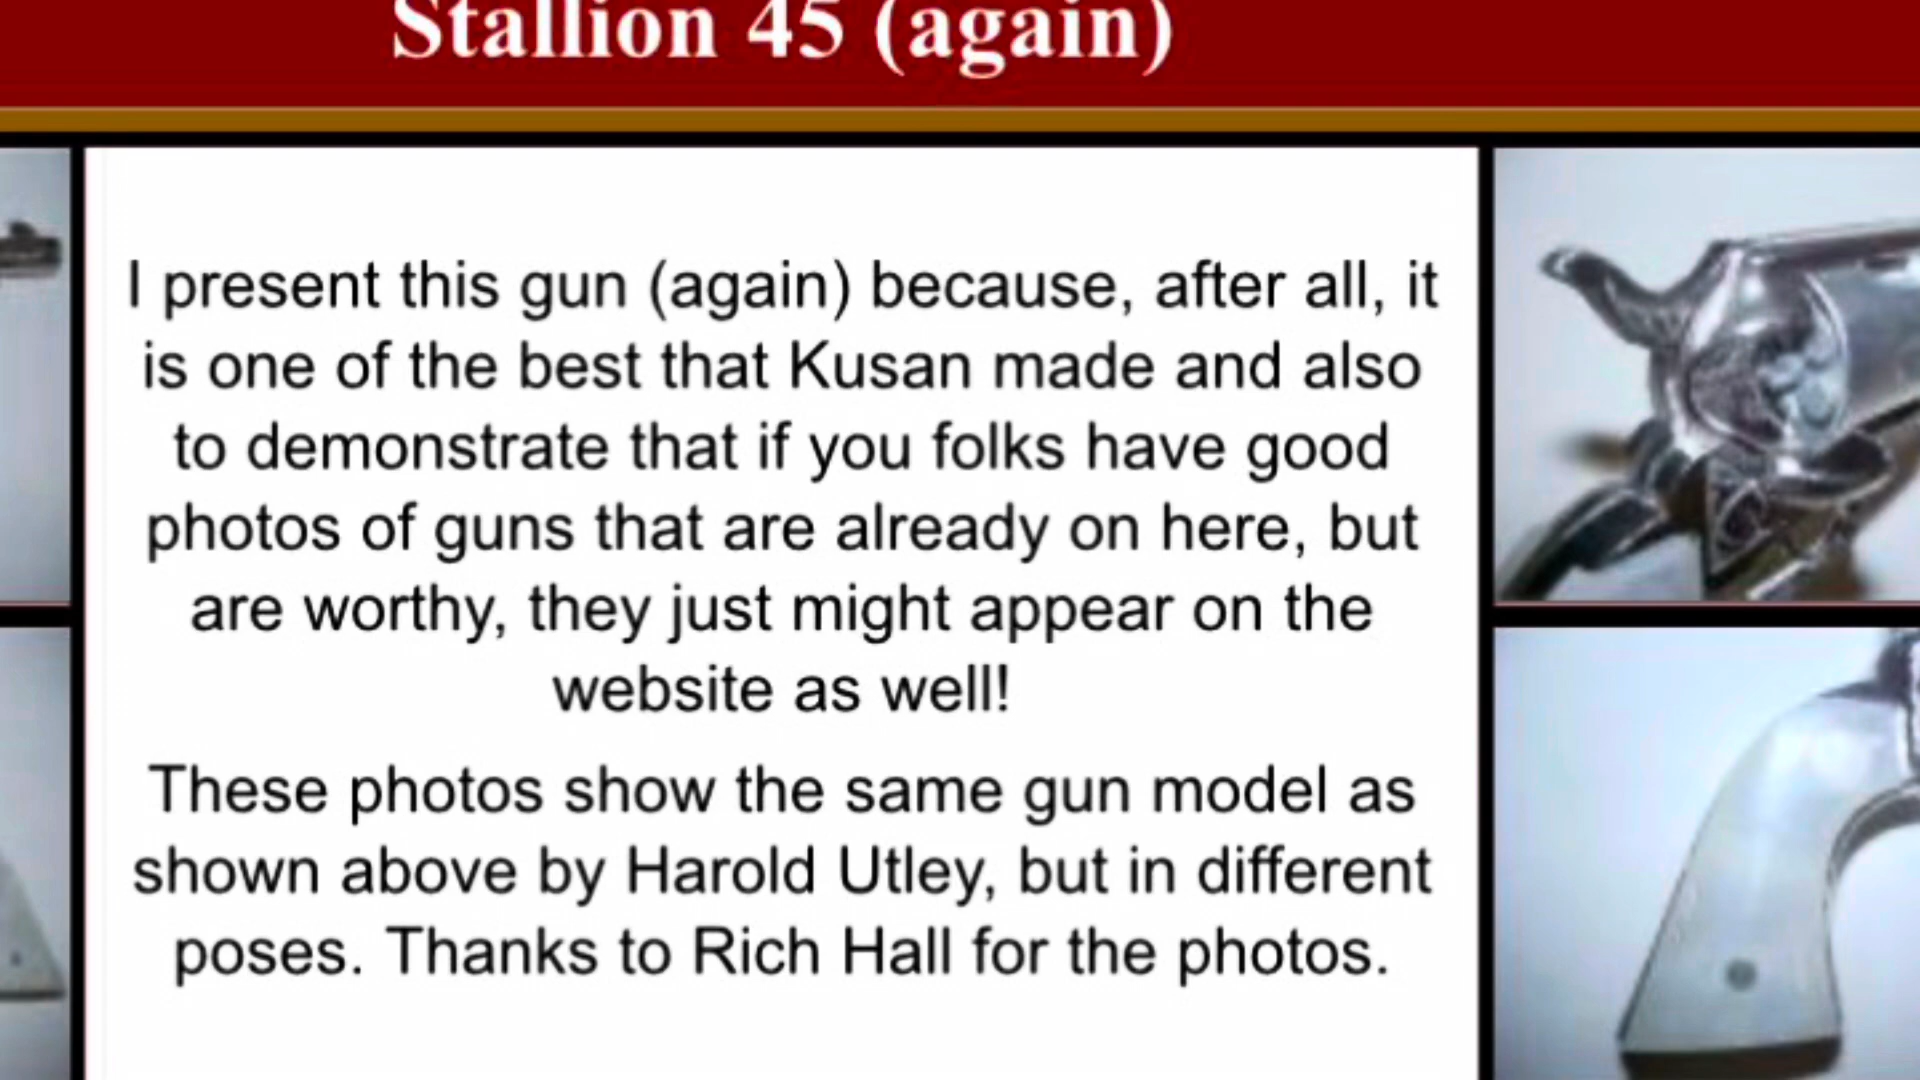 Stallion 45 (again)
I present this gun (again) because, after all, it
is one of the best that Kusan made and also
to demonstrate that if you folks have good
photos of guns that are already on here, but
are worthy, they just might appear on the
website as well!
These photos show the same gun model as
shown above by Harold Utley, but in different
poses. Thanks to Rich Hall for the photos.